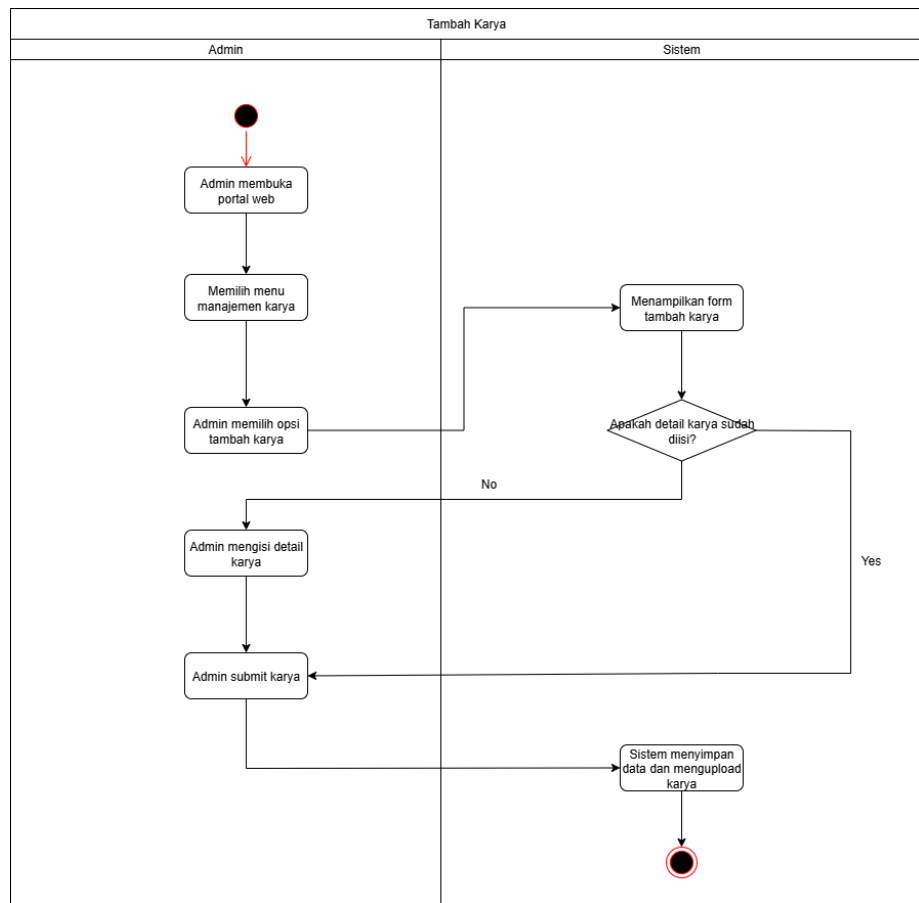 Tambah Karya
Admin
Sistem
Admin membuka
portal web
Memilih menu
manajemen karya
Menampilkan form
tambah karya
Admin memilih opsi
tambah karya
Apakah detail karya sudah
diisi?
No
Admin mengisi detail
karya
Yes
Admin submit karya
Sistem menyimpan
data dan mengupload
karya